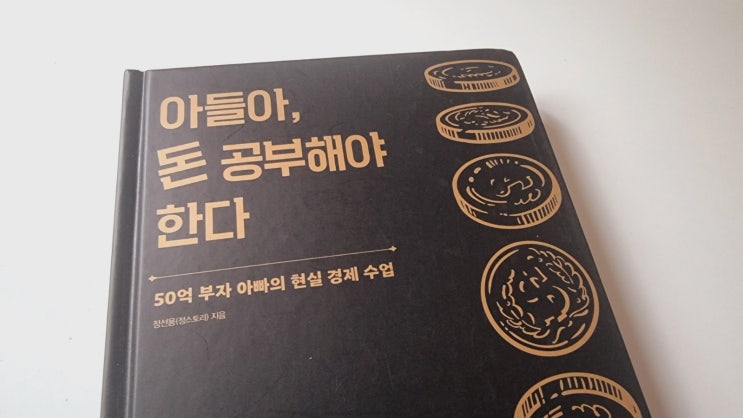 아들아,
돈 공부해야
한다
50억 부자 아빠의 현실 경제 수업
정선용(정스토리) 지음